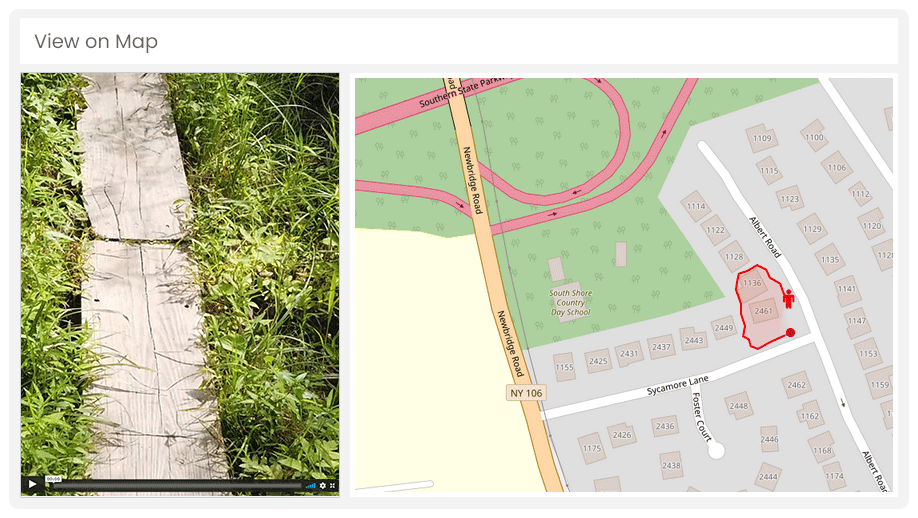 View on Map
Southern State Parkw
ad
Newbridge Road
1109
1100
1115
1106
1123
1112
1114
1122
1129
1120
1128
Albert Road
1135
1136
1141
2461
1147
South Shore
Country
Day School
2449
2443
2437
2431
2425
1155
1153
Newbridge Road
Sycamore Lane
NY 106
1159
2462
1162
2448
Foster Court
2436
2426
1175
2446
1168
2438
2444
1174
Albert Road
00:08